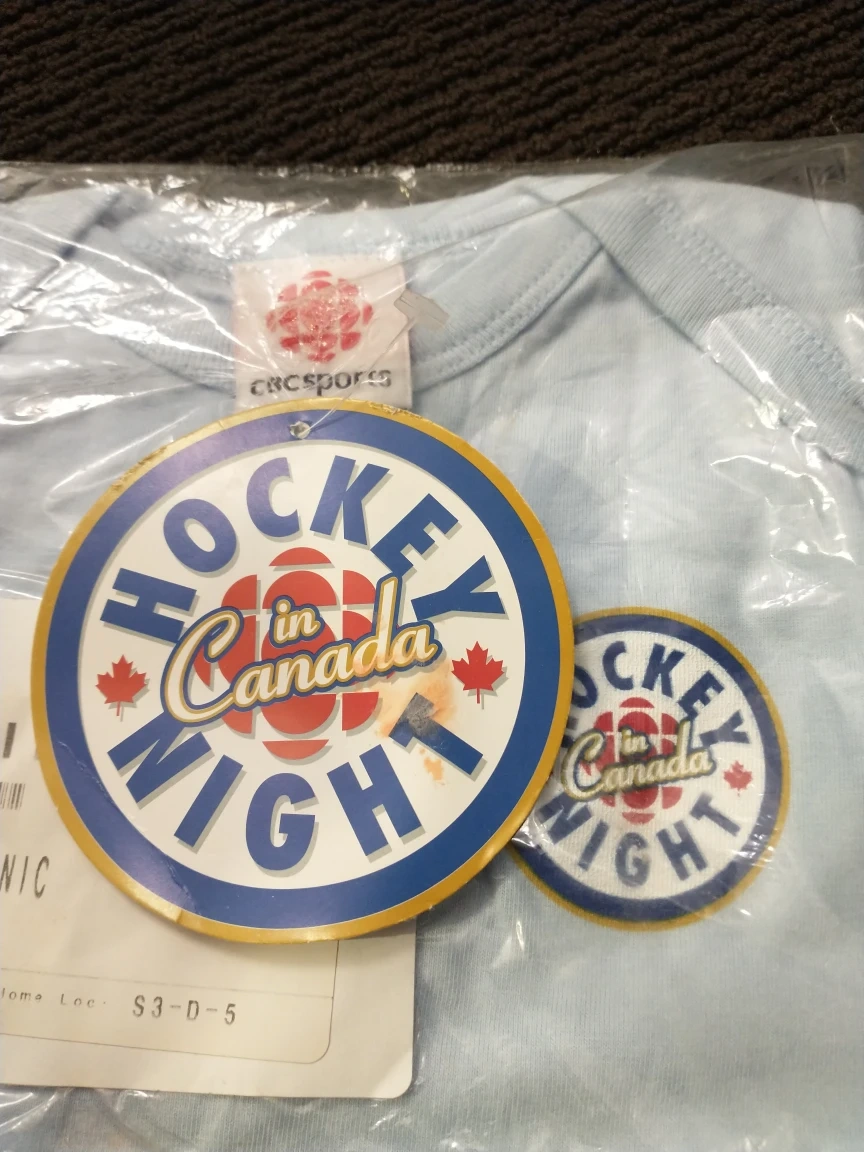 cbcsports
HOCKEY
in
Canada
NIGHT
HOCKEY
in
Canada
NIGHT
NIC
Home Loc. S3-D-5